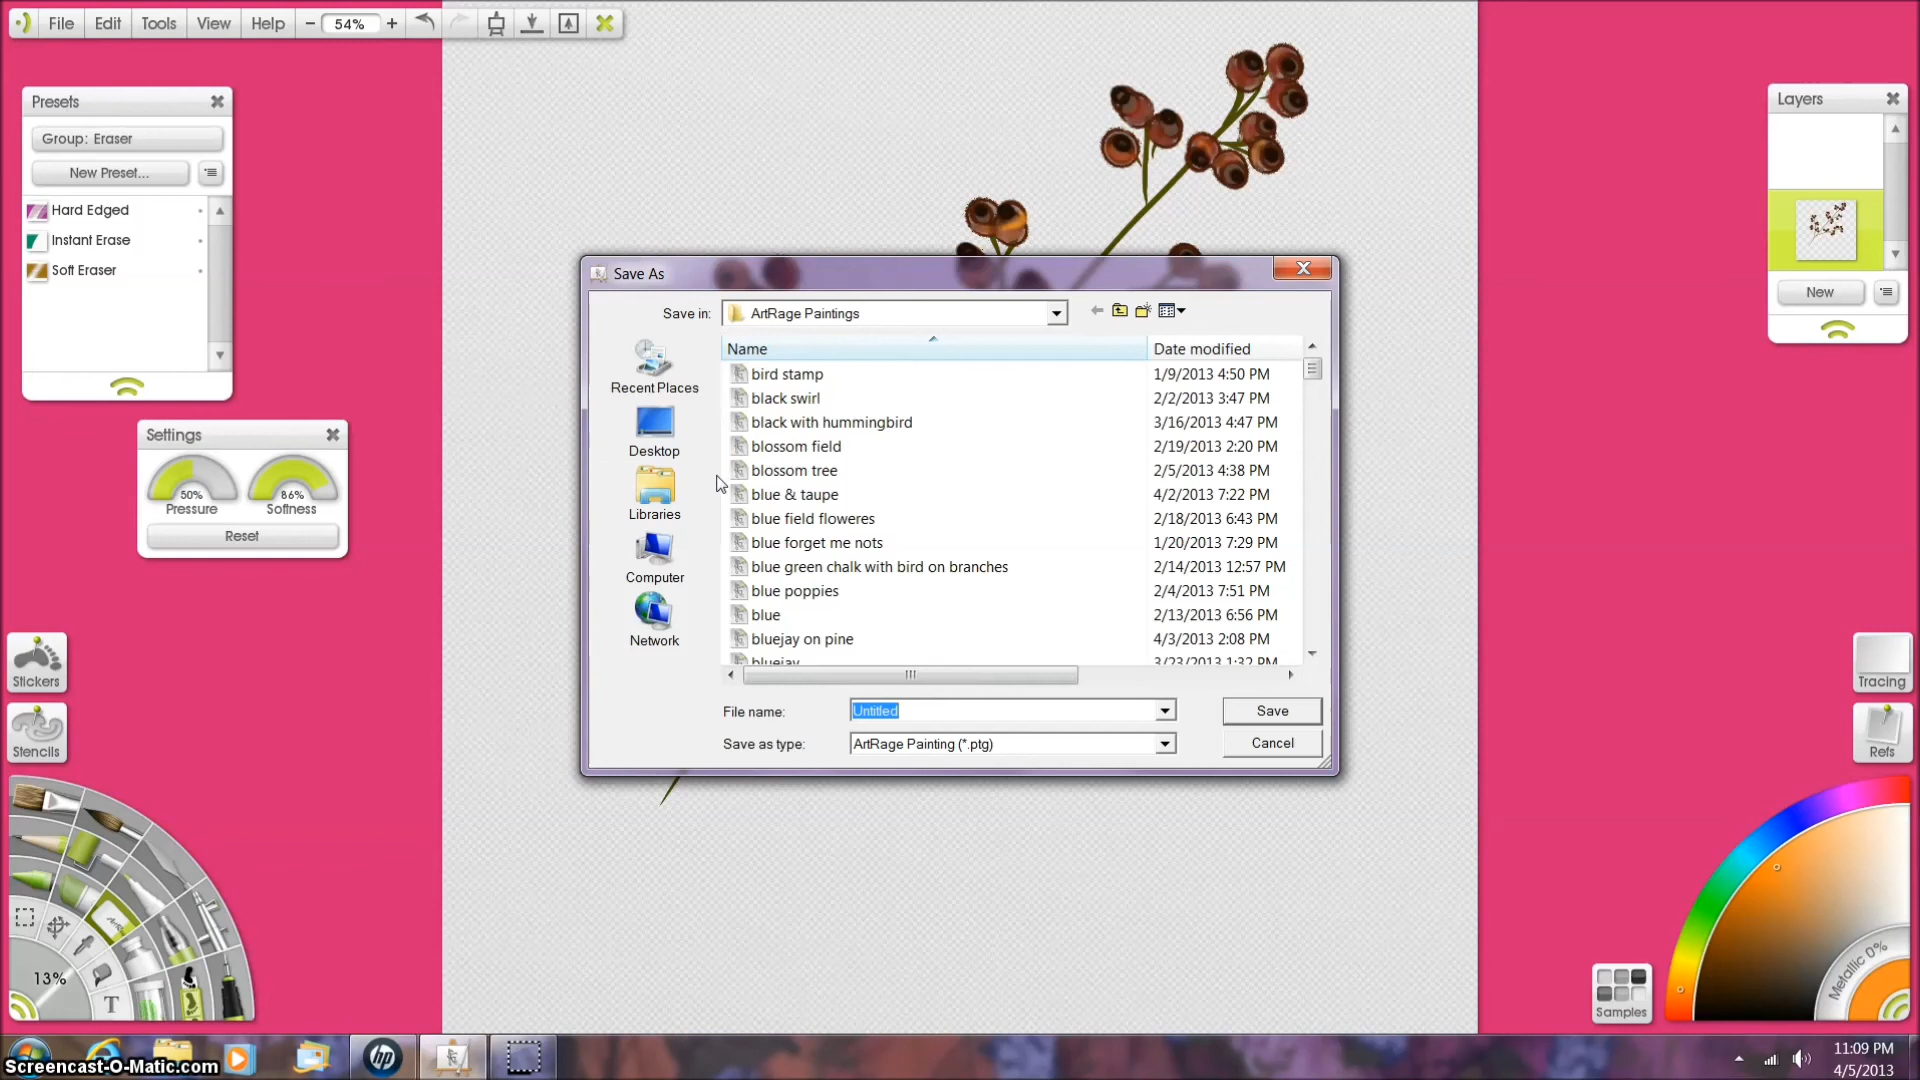 File Edit Tools View Help − 54% +
Presets
Group: Eraser
New Preset...
Hard Edged
Instant Erase
Soft Eraser
Settings
50%
86%
Pressure
Softness
Reset
Stickers
Stencils
13%
T
Layers
New
Tracing
Refs
Metallic 0%
Samples
Save As
Save in: ArtRage Paintings
Recent Places
Desktop
Libraries
Computer
Network
Name Date modified
bird stamp 1/9/2013 4:50 PM
black swirl 2/2/2013 3:47 PM
black with hummingbird 3/16/2013 4:47 PM
blossom field 2/19/2013 2:20 PM
blossom tree 2/5/2013 4:38 PM
blue & taupe 4/2/2013 7:22 PM
blue field floweres 2/18/2013 6:43 PM
blue forget me nots 1/20/2013 7:29 PM
blue green chalk with bird on branches 2/14/2013 12:57 PM
blue poppies 2/4/2013 7:51 PM
blue 2/13/2013 6:56 PM
bluejay on pine 4/3/2013 2:08 PM
bluejay 3/23/2013 1:32 PM
File name: Untitled Save
Save as type: ArtRage Painting (*.ptg) Cancel
hp
Screencast-O-Matic.com
11:09 PM
4/5/2013